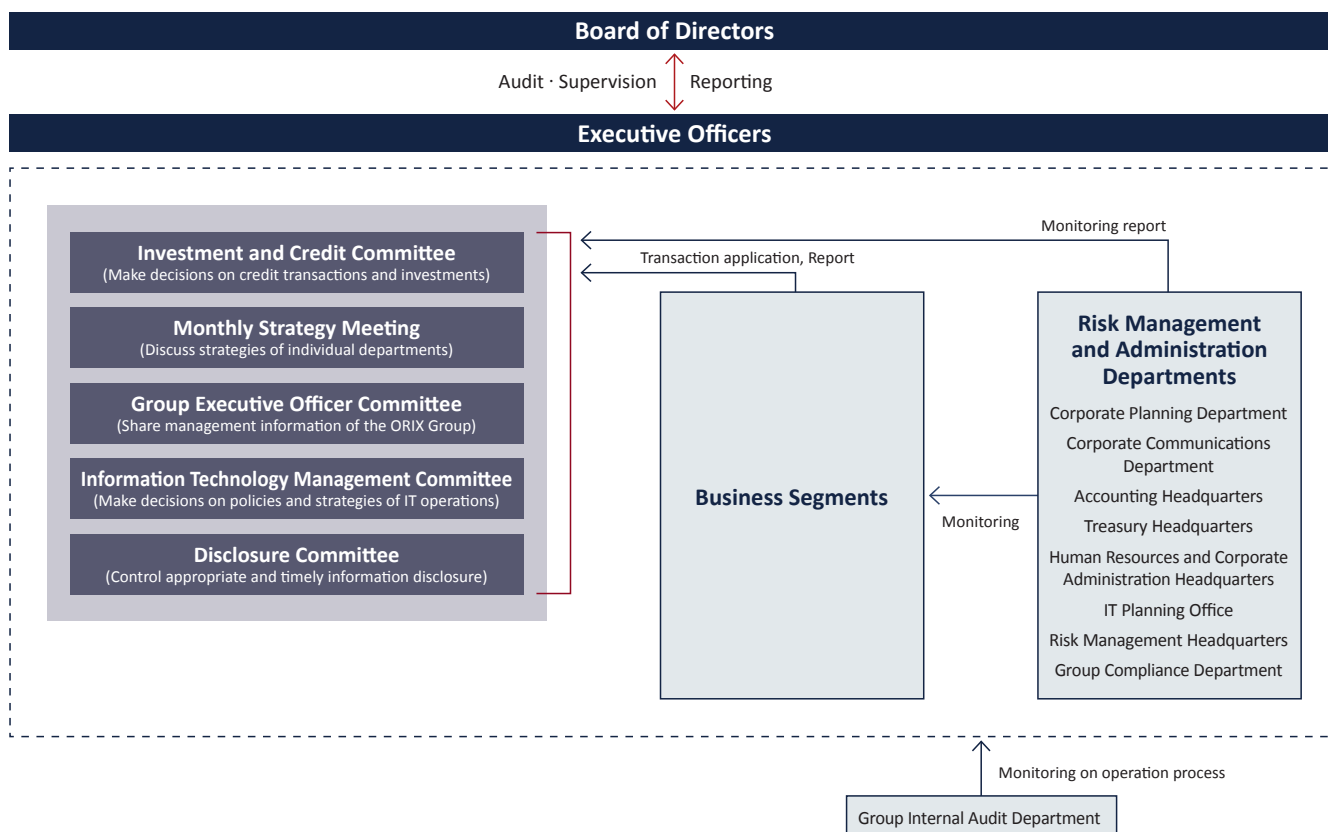 Board of Directors
Audit · Supervision
Reporting
Executive Officers
Investment and Credit Committee
(Make decisions on credit transactions and investments)
Monthly Strategy Meeting
(Discuss strategies of individual departments)
Group Executive Officer Committee
(Share management information of the ORIX Group)
Information Technology Management Committee
(Make decisions on policies and strategies of IT operations)
Disclosure Committee
(Control appropriate and timely information disclosure)
Monitoring report
Transaction application, Report
Business Segments
Monitoring
Risk Management
and Administration
Departments
Corporate Planning Department
Corporate Communications
Department
Accounting Headquarters
Treasury Headquarters
Human Resources and Corporate
Administration Headquarters
IT Planning Office
Risk Management Headquarters
Group Compliance Department
Monitoring on operation process
Group Internal Audit Department